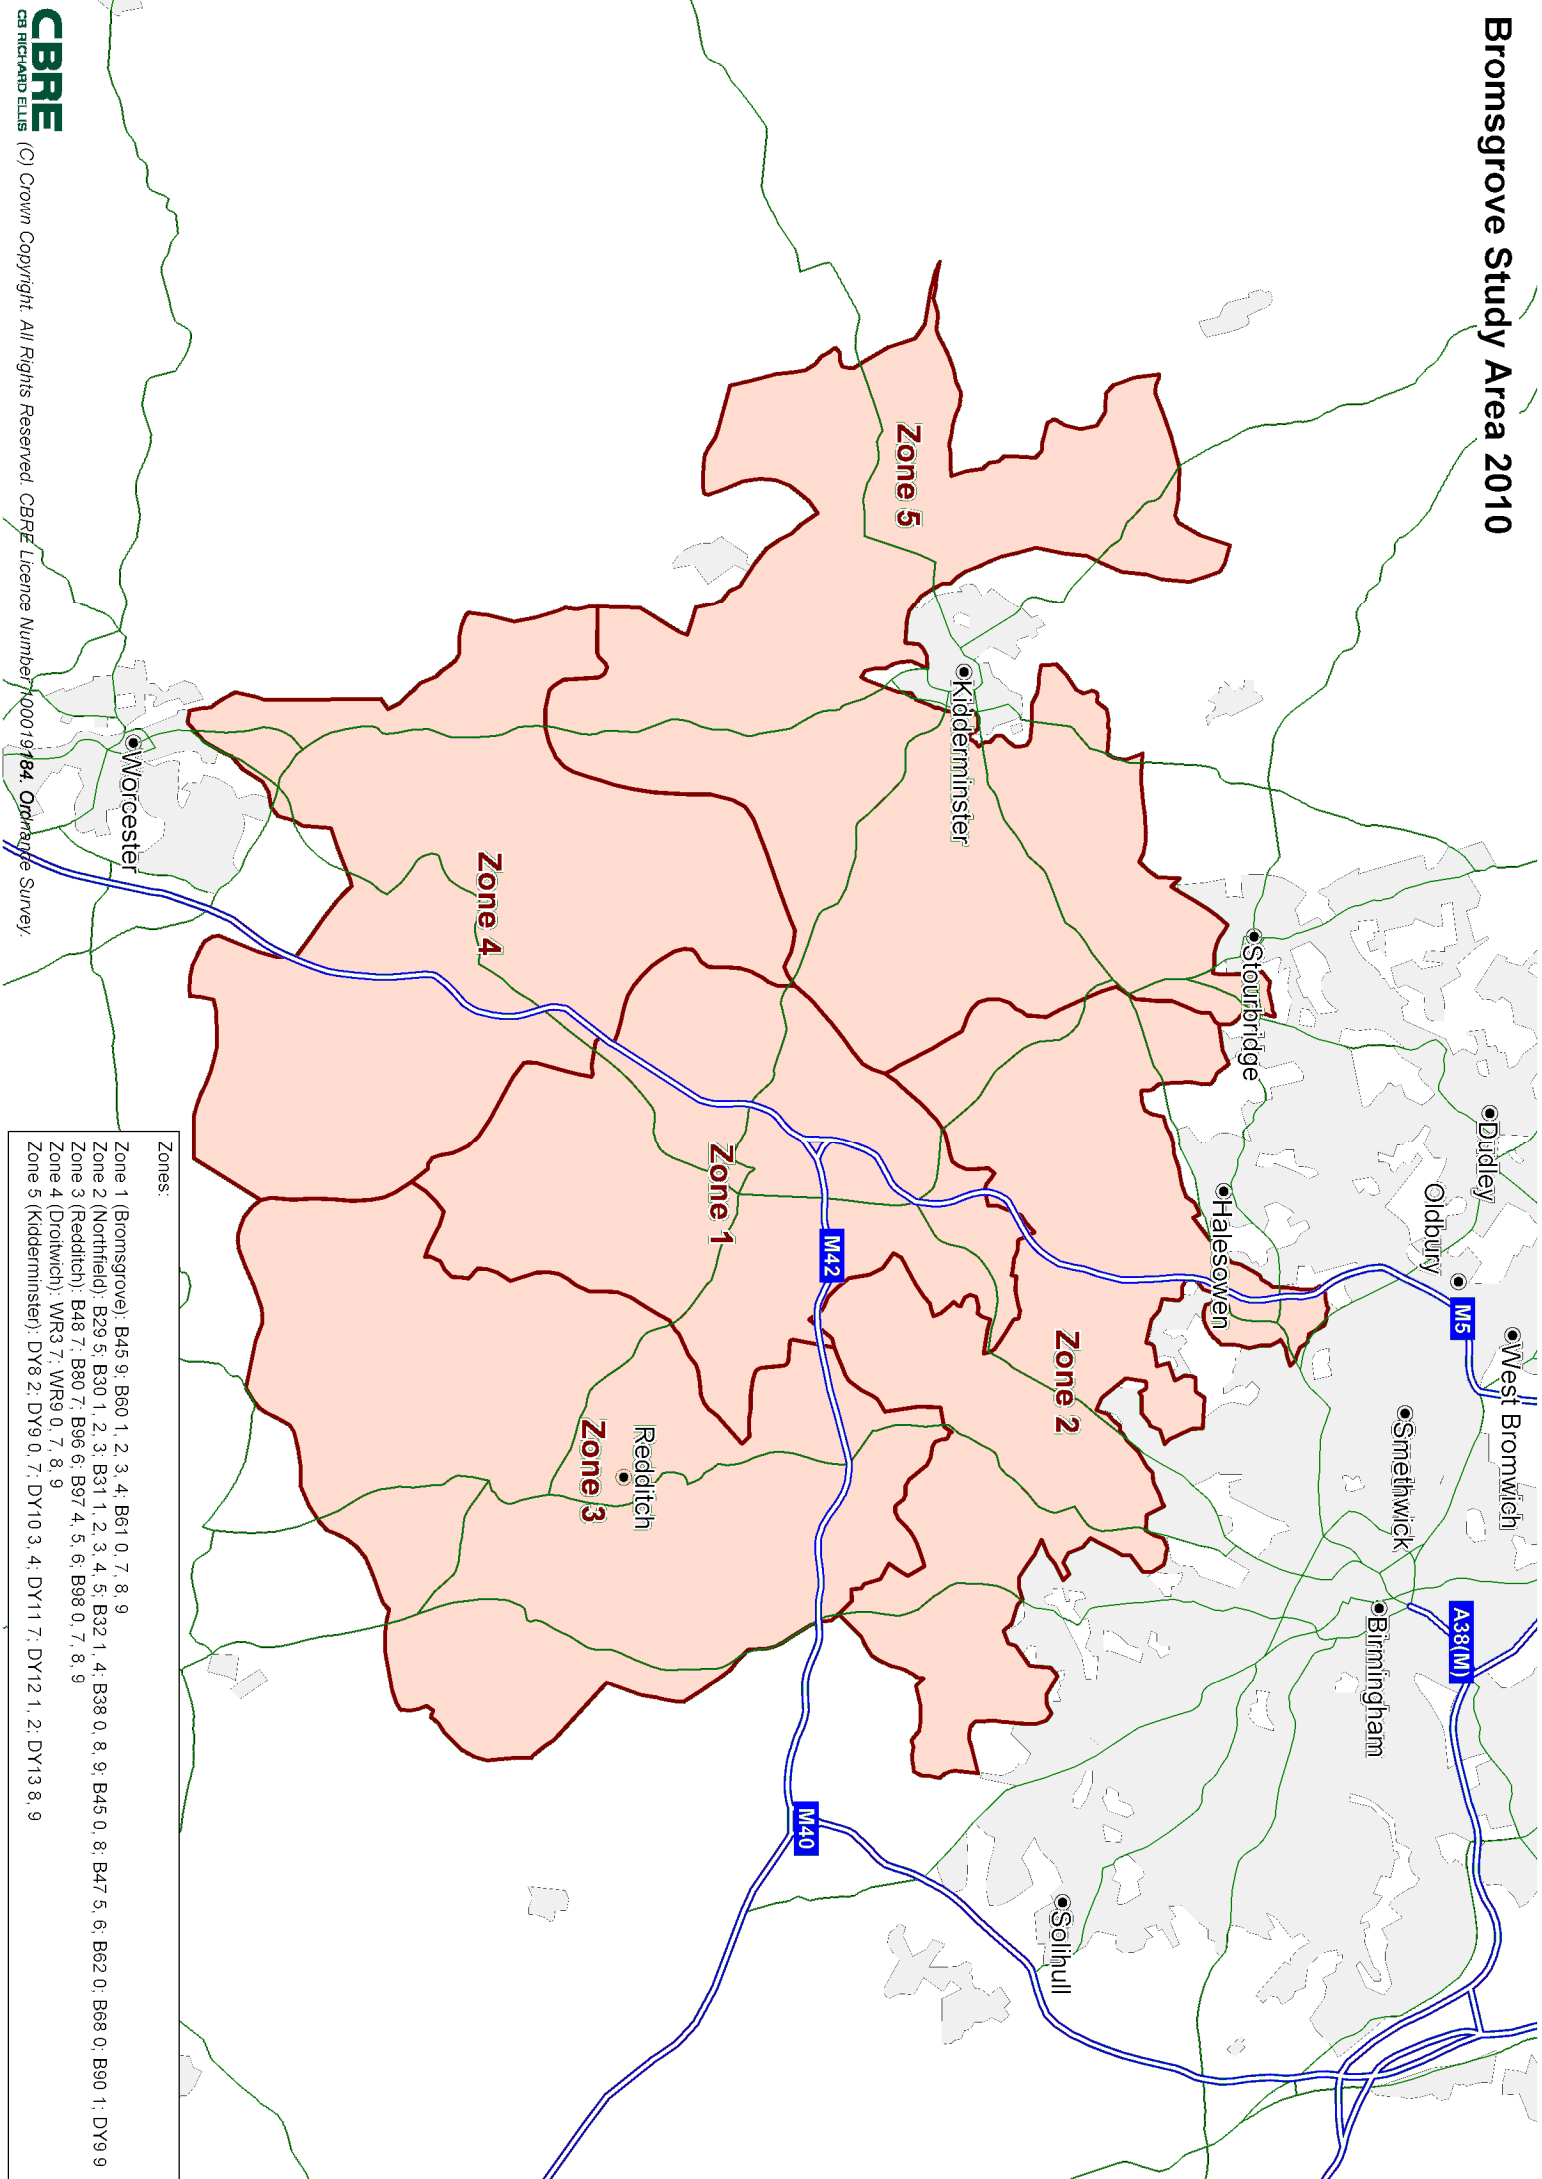 Bromsgrove Study Area 2010
West Bromwich
Dudley
Oldbury
M5
A38(M)
Smethwick
Birmingham
Stourbridge
Halesowen
Zone 2
Solihull
Kidderminster
Zone 5
M42
M40
Zone 1
Redditch
Zone 3
Zone 4
Worcester
Zones:
Zone 1 (Bromsgrove): B45 9; B60 1, 2, 3, 4; B61 0, 7, 8, 9
Zone 2 (Northfield): B29 5; B30 1, 2, 3; B31 1, 2, 3, 4, 5; B32 1, 4; B38 0, 8, 9; B45 0, 8; B47 5, 6; B62 0; B68 0; B90 1; DY9 9
Zone 3 (Redditch): B48 7; B80 7; B96 6; B97 4, 5, 6; B98 0, 7, 8, 9
Zone 4 (Droitwich): WR3 7; WR9 0, 7, 8, 9
Zone 5 (Kidderminster): DY8 2; DY9 0, 7; DY10 3, 4; DY11 7; DY12 1, 2; DY13 8, 9
CBRE
CB RICHARD ELLIS
(C) Crown Copyright. All Rights Reserved. CBRE Licence Number 100019184. Ordnance Survey.